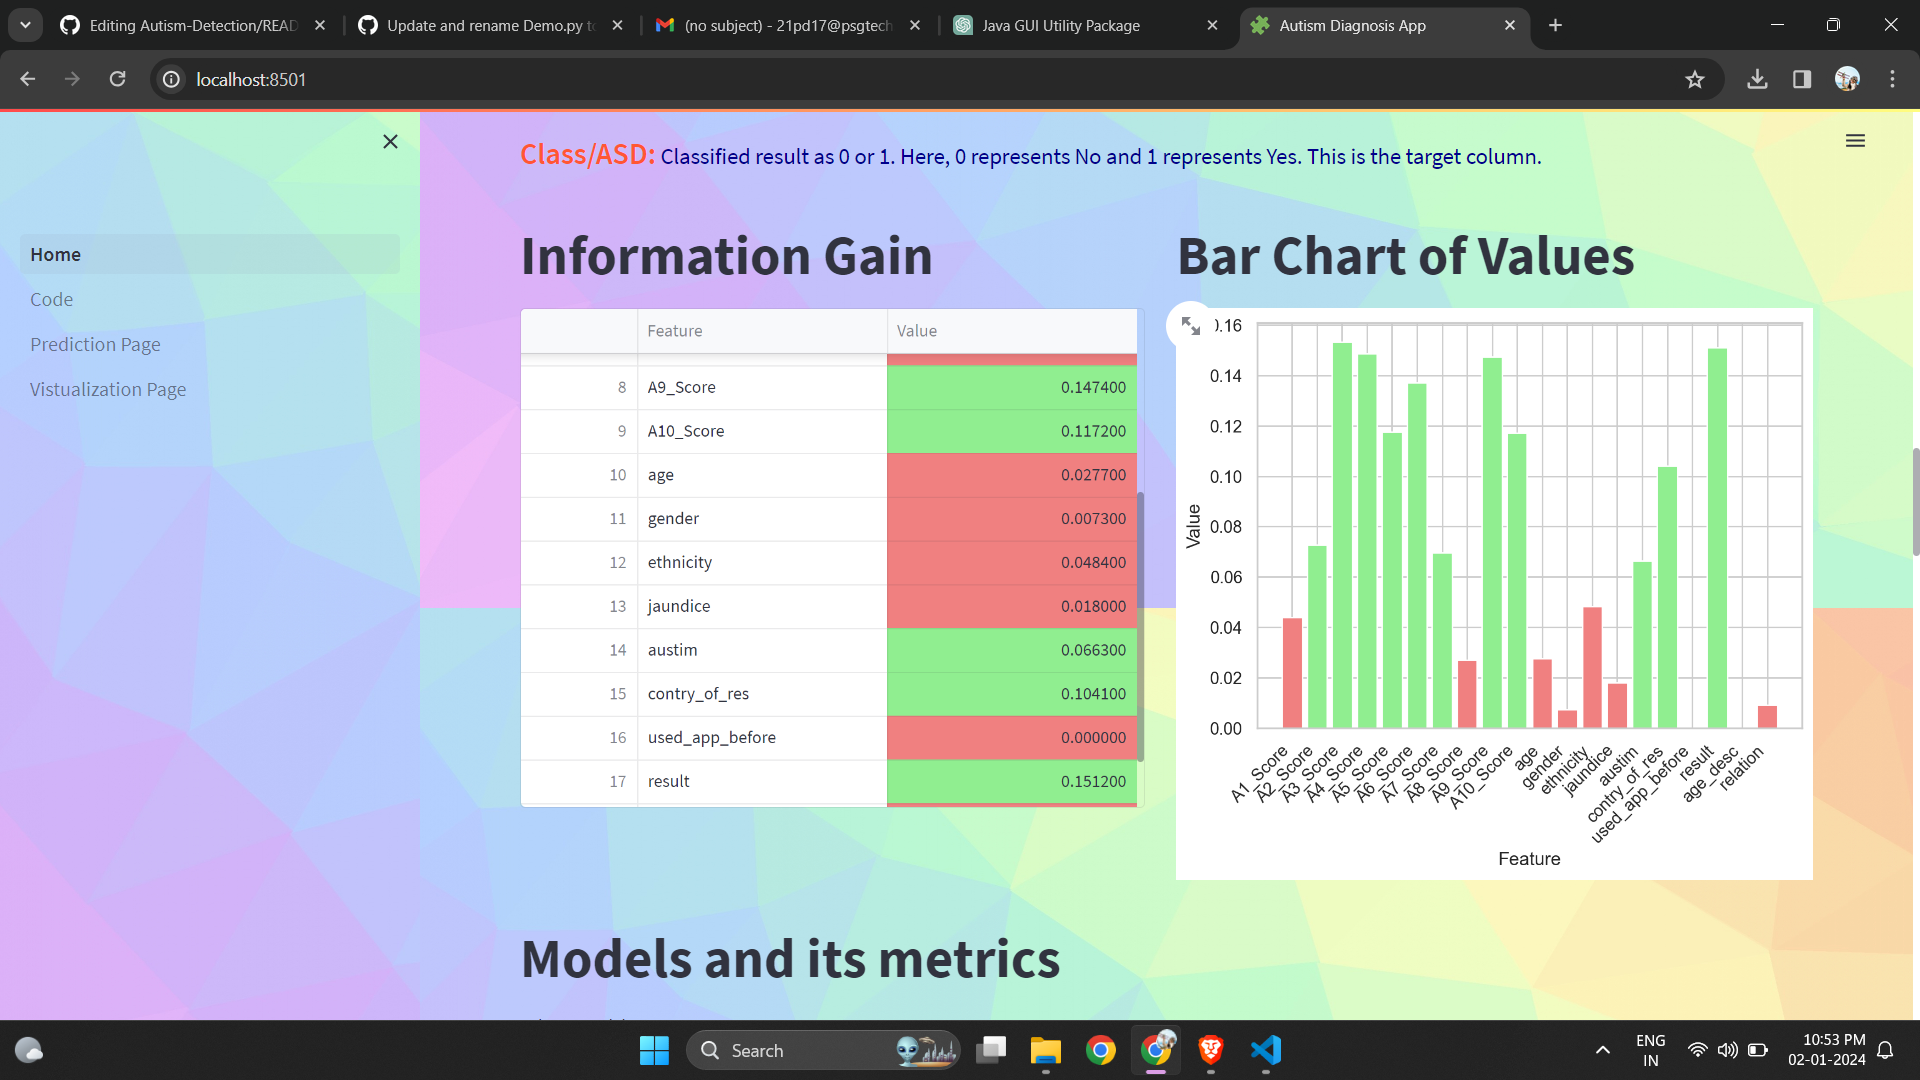 Editing Autism-Detection/READ
Update and rename Demo.py to
(no subject) - 21pd17@psgtech.
Java GUI Utility Package
Autism Diagnosis App
localhost:8501
Home
Code
Prediction Page
Vistualization Page
Class/ASD: Classified result as 0 or 1. Here, 0 represents No and 1 represents Yes. This is the target column.
Information Gain
Feature Value
8 A9_Score 0.147400
9 A10_Score 0.117200
10 age 0.027700
11 gender 0.007300
12 ethnicity 0.048400
13 jaundice 0.018000
14 austim 0.066300
15 contry_of_res 0.104100
16 used_app_before 0.000000
17 result 0.151200
Bar Chart of Values
0.16
0.14
0.12
0.10
0.08
0.06
0.04
0.02
0.00
Value
A1_Score
A2_Score
A3_Score
A4_Score
A5_Score
A6_Score
A7_Score
A8_Score
A9_Score
A10_Score
age
gender
ethnicity
jaundice
austim
contry_of_res
used_app_before
result
age_desc
relation
Feature
Models and its metrics
Search
ENG
IN
10:53 PM
02-01-2024